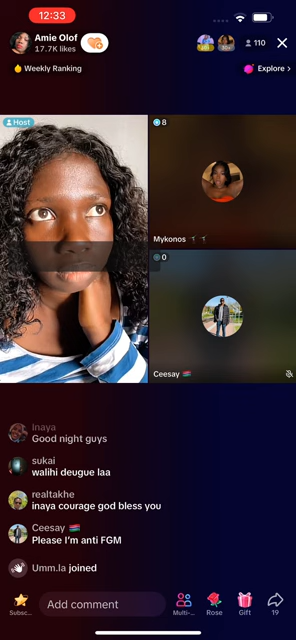 12:33
Amie Olof
17.7K likes
110
Weekly Ranking
Explore >
Host
8
Mykonos
0
Ceesay 🇬🇲
Inaya
Good night guys
sukai
walihi deugue laa
realtakhe
inaya courage god bless you
Ceesay 🇬🇲
Please I'm anti FGM
Umm.la joined
Add comment
Subsc...
Multi-...
Rose
Gift
19